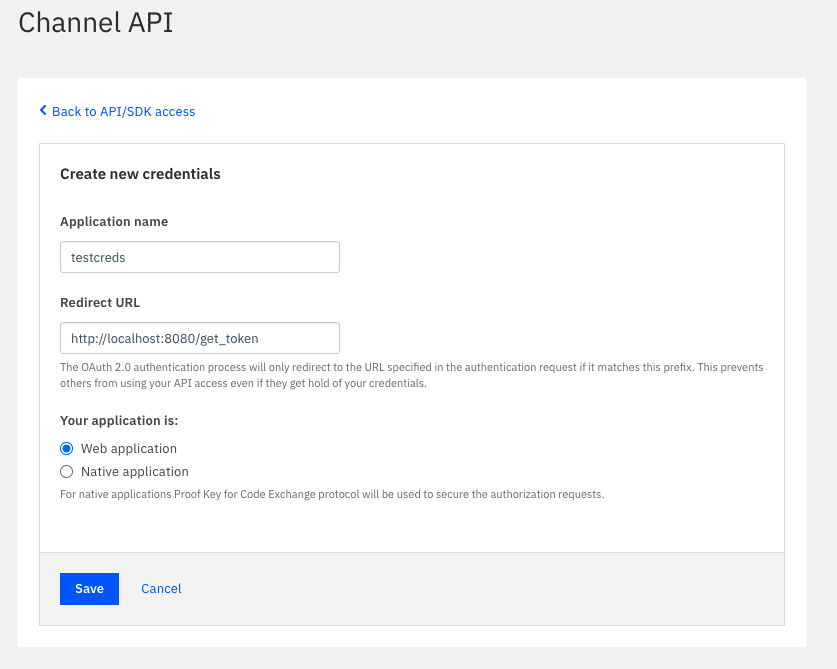 Channel API
Back to API/SDK access
Create new credentials
Application name
testcreds
Redirect URL
http://localhost:8080/get_token
The OAuth 2.0 authentication process will only redirect to the URL specified in the authentication request if it matches this prefix. This prevents
others from using your API access even if they get hold of your credentials.
Your application is:
Web application
Native application
For native applications Proof Key for Code Exchange protocol will be used to secure the authorization requests.
Save Cancel